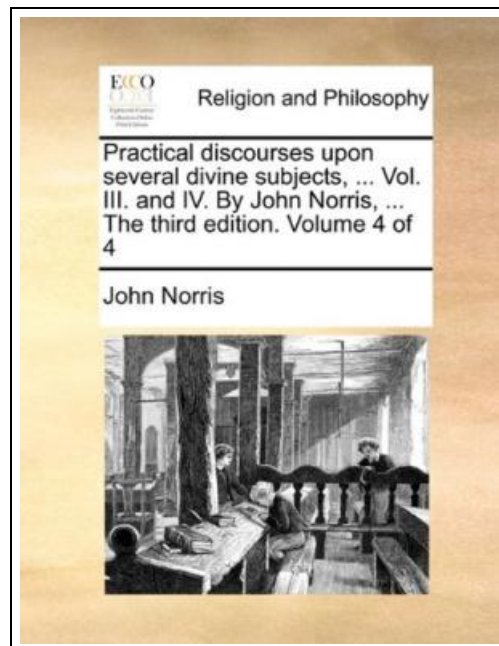 ECCO
Religion and Philosophy
Practical discourses upon
several divine subjects, ... Vol.
III. and IV. By John Norris, ...
The third edition. Volume 4 of
4
John Norris